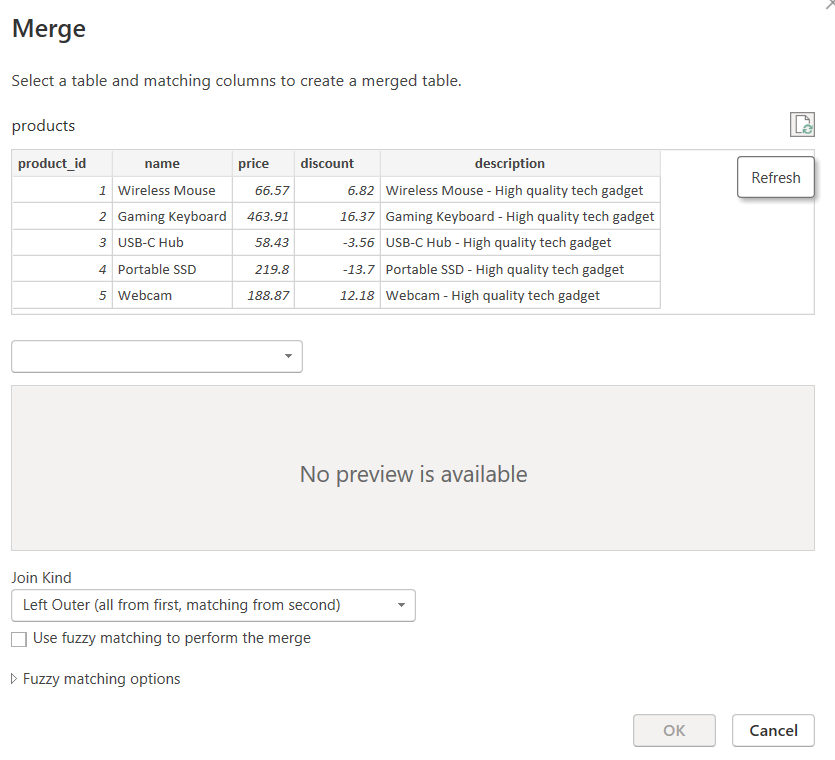 Merge
Select a table and matching columns to create a merged table.
products
product_id name price discount description
Refresh
1 Wireless Mouse 66.57 6.82 Wireless Mouse - High quality tech gadget
2 Gaming Keyboard 463.91 16.37 Gaming Keyboard - High quality tech gadget
3 USB-C Hub 58.43 -3.56 USB-C Hub - High quality tech gadget
4 Portable SSD 219.8 -13.7 Portable SSD - High quality tech gadget
5 Webcam 188.87 12.18 Webcam - High quality tech gadget
No preview is available
Join Kind
Left Outer (all from first, matching from second)
Use fuzzy matching to perform the merge
Fuzzy matching options
OK Cancel